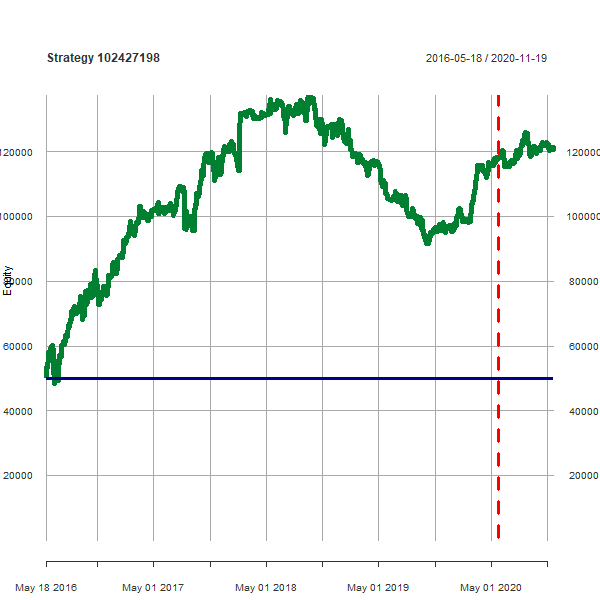 Strategy 102427198
2016-05-18 / 2020-11-19
120000
120000
100000
100000
80000
80000
Equity
60000
60000
40000
40000
20000
20000
May 18 2016
May 01 2017
May 01 2018
May 01 2019
May 01 2020